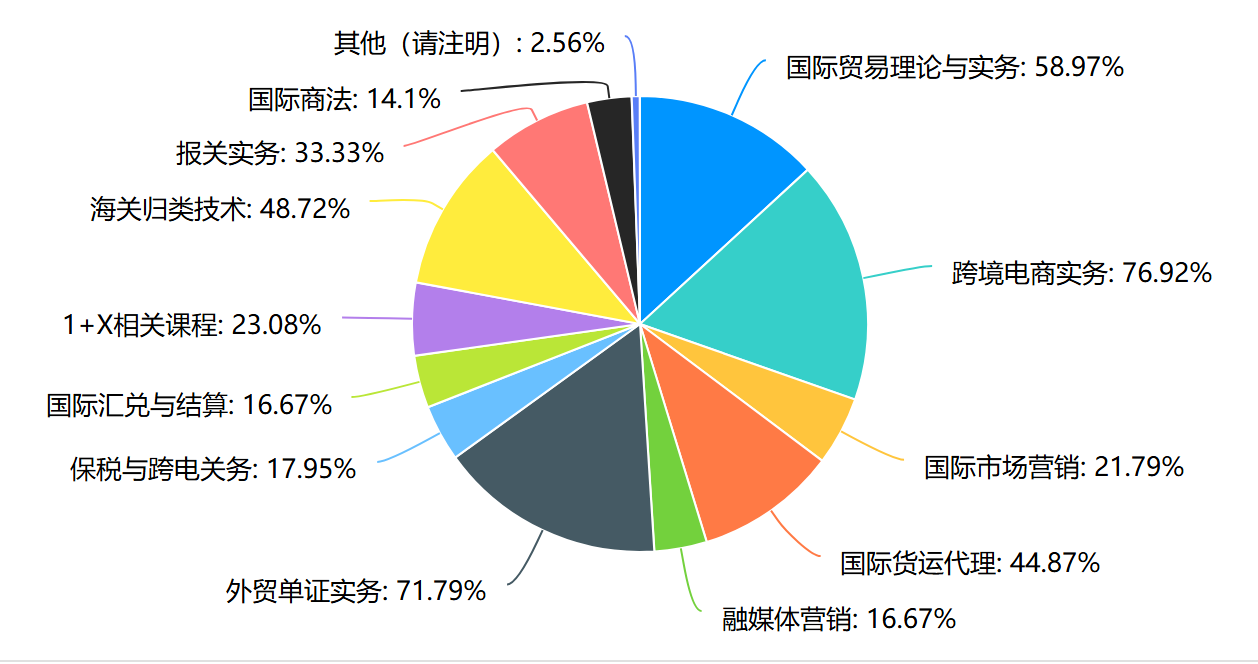 其他（请注明）: 2.56%
国际贸易理论与实务: 58.97%
国际商法: 14.1%
报关实务: 33.33%
海关归类技术: 48.72%
跨境电商实务: 76.92%
1+X相关课程: 23.08%
国际汇兑与结算: 16.67%
保税与跨电关务: 17.95%
国际市场营销: 21.79%
国际货运代理: 44.87%
外贸单证实务: 71.79%
融媒体营销: 16.67%